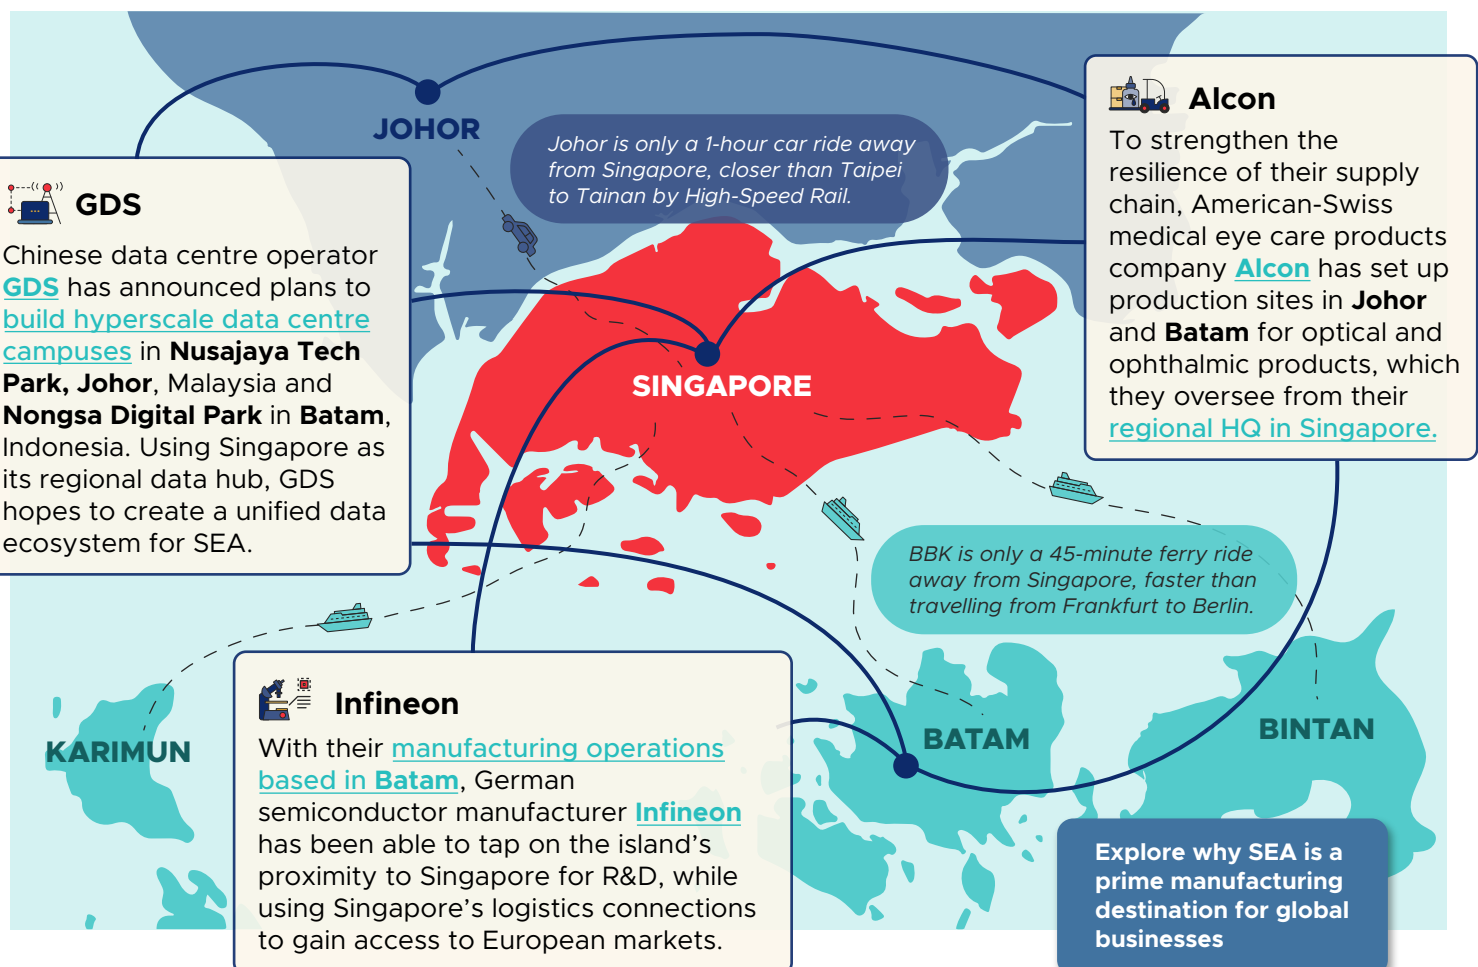 JOHOR
Johor is only a 1-hour car ride away
from Singapore, closer than Taipei
to Tainan by High-Speed Rail.
Alcon
To strengthen the
resilience of their supply
chain, American-Swiss
medical eye care products
company Alcon has set up
production sites in Johor
and Batam for optical and
ophthalmic products, which
they oversee from their
regional HQ in Singapore.
GDS
Chinese data centre operator
GDS has announced plans to
build hyperscale data centre
campuses in Nusajaya Tech
Park, Johor, Malaysia and
Nongsa Digital Park in Batam,
Indonesia. Using Singapore as
its regional data hub, GDS
hopes to create a unified data
ecosystem for SEA.
SINGAPORE
BBK is only a 45-minute ferry ride
away from Singapore, faster than
travelling from Frankfurt to Berlin.
KARIMUN
Infineon
With their manufacturing operations
based in Batam, German
semiconductor manufacturer Infineon
has been able to tap on the island’s
proximity to Singapore for R&D, while
using Singapore’s logistics connections
to gain access to European markets.
BATAM
BINTAN
Explore why SEA is a
prime manufacturing
destination for global
businesses